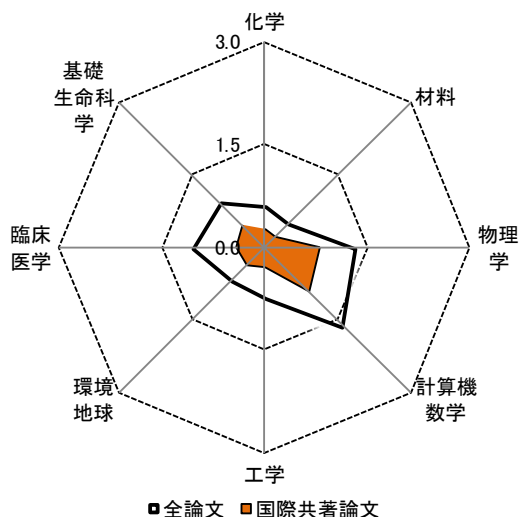 化学
3.0
基礎
生命科
学
材料
1.5
臨床
医学
0.0
物理
学
環境
地球
計算機
数学
工学
全論文 国際共著論文